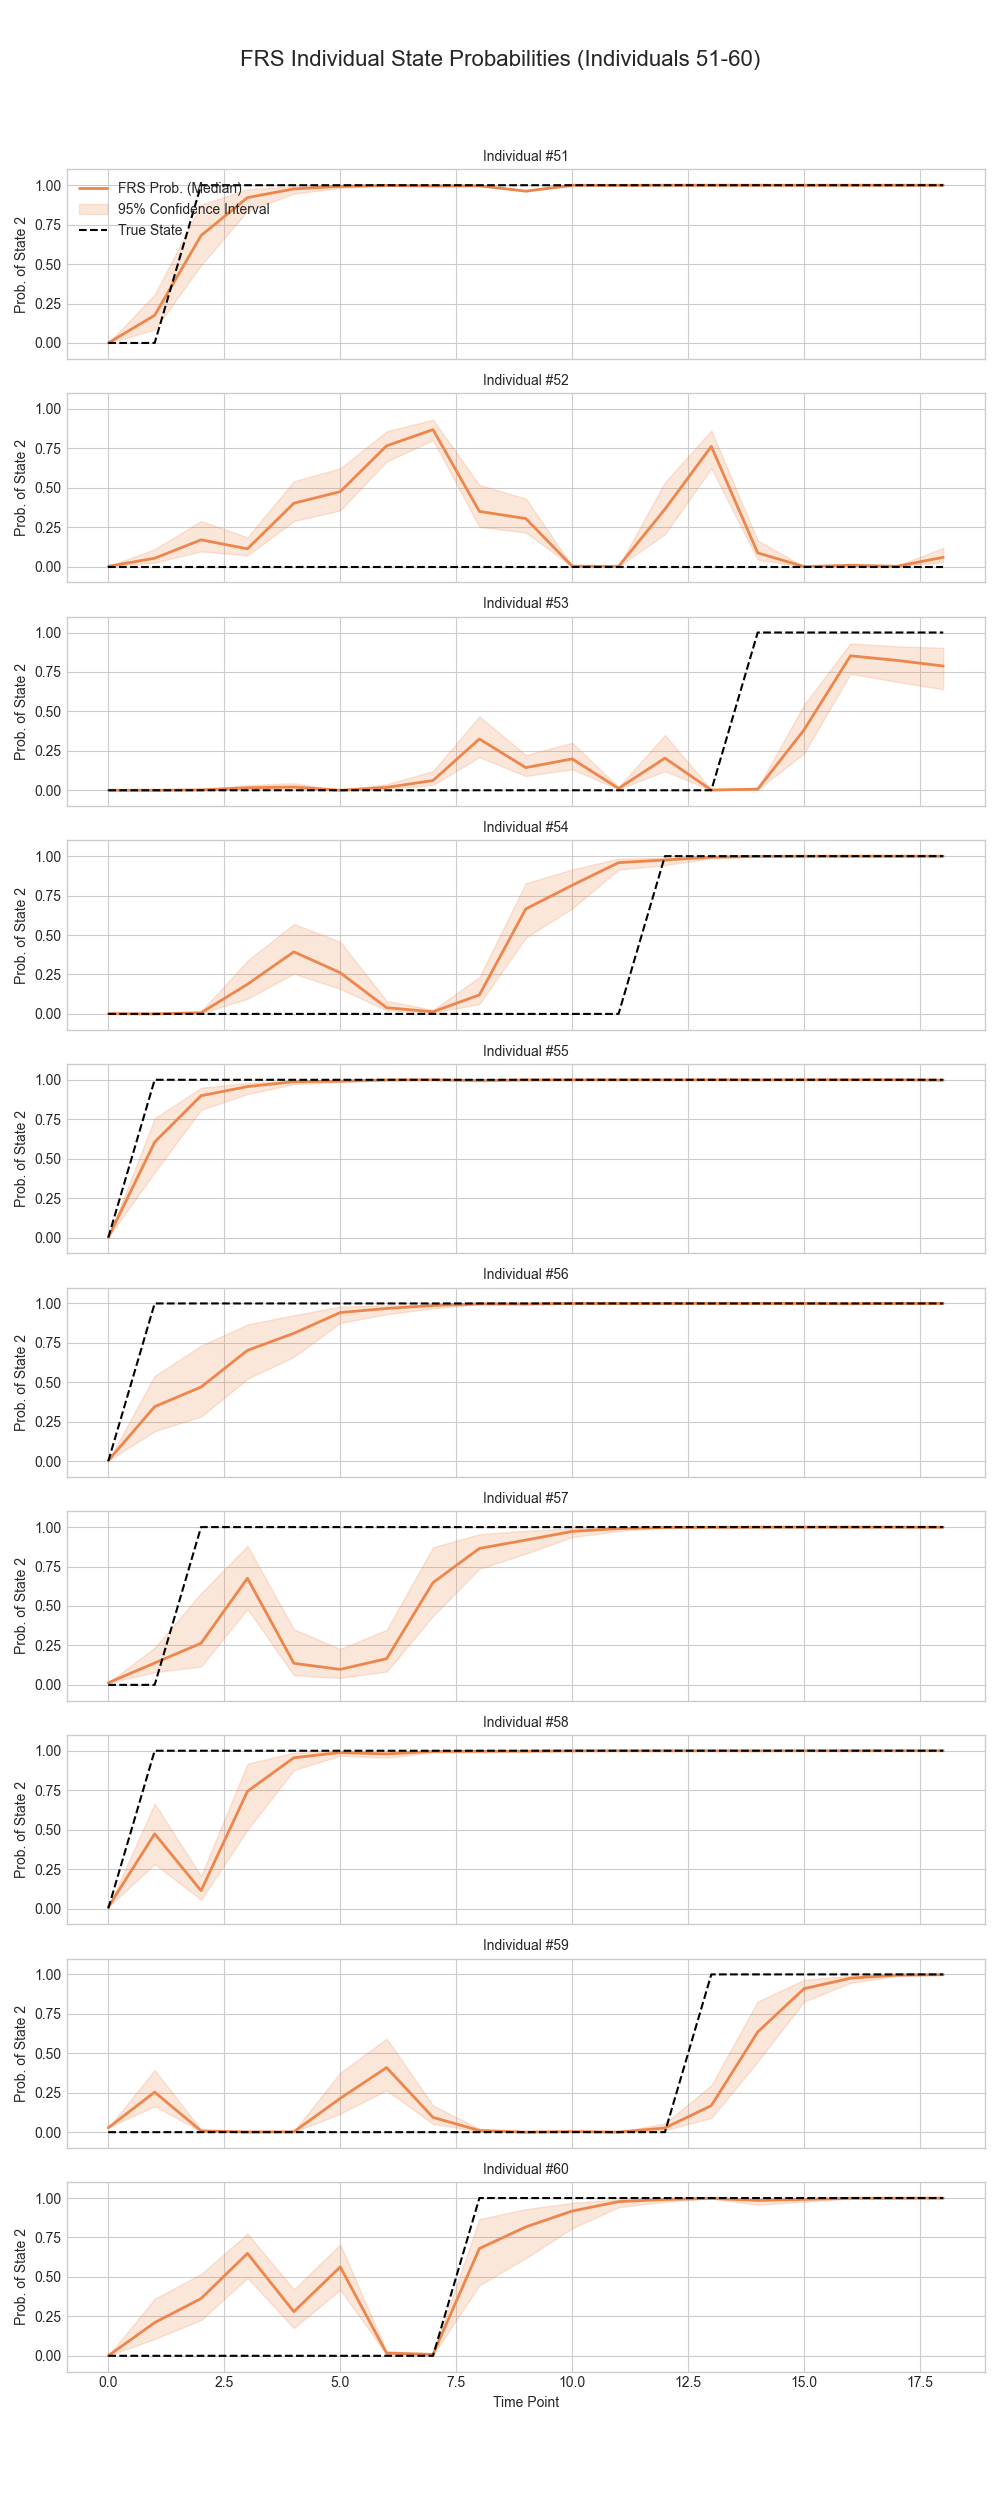 FRS Individual State Probabilities (Individuals 51-60)
Individual #51
FRS Prob. (Median)
95% Confidence Interval
True State
Prob. of State 2
1.00
0.75
0.50
0.25
0.00
Individual #52
Prob. of State 2
1.00
0.75
0.50
0.25
0.00
Individual #53
Prob. of State 2
1.00
0.75
0.50
0.25
0.00
Individual #54
Prob. of State 2
1.00
0.75
0.50
0.25
0.00
Individual #55
Prob. of State 2
1.00
0.75
0.50
0.25
0.00
Individual #56
Prob. of State 2
1.00
0.75
0.50
0.25
0.00
Individual #57
Prob. of State 2
1.00
0.75
0.50
0.25
0.00
Individual #58
Prob. of State 2
1.00
0.75
0.50
0.25
0.00
Individual #59
Prob. of State 2
1.00
0.75
0.50
0.25
0.00
Individual #60
Prob. of State 2
1.00
0.75
0.50
0.25
0.00
0.0 2.5 5.0 7.5 10.0 12.5 15.0 17.5
Time Point